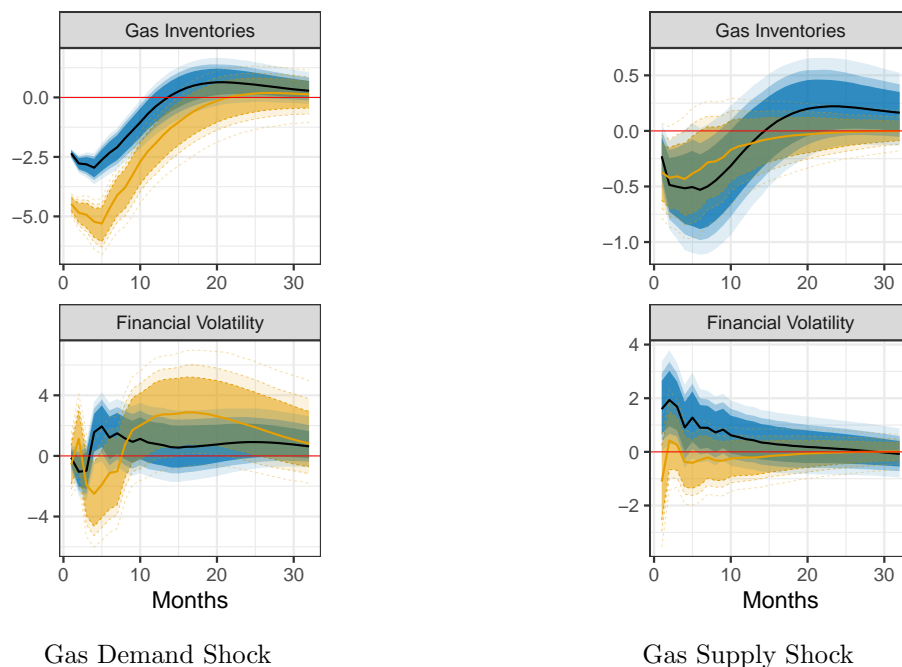 Gas Inventories
0.0
−2.5
−5.0
0 10 20 30
Financial Volatility
4
0
−4
0 10 20 30
Months
Gas Demand Shock
Gas Inventories
0.5
0.0
−0.5
−1.0
0 10 20 30
Financial Volatility
4
2
0
−2
0 10 20 30
Months
Gas Supply Shock